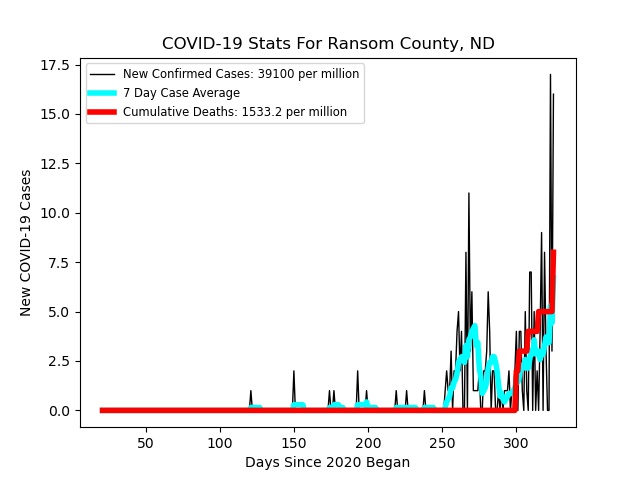 COVID-19 Stats For Ransom County, ND
New Confirmed Cases: 39100 per million
7 Day Case Average
Cumulative Deaths: 1533.2 per million
New COVID-19 Cases
17.5
15.0
12.5
10.0
7.5
5.0
2.5
0.0
50 100 150 200 250 300
Days Since 2020 Began